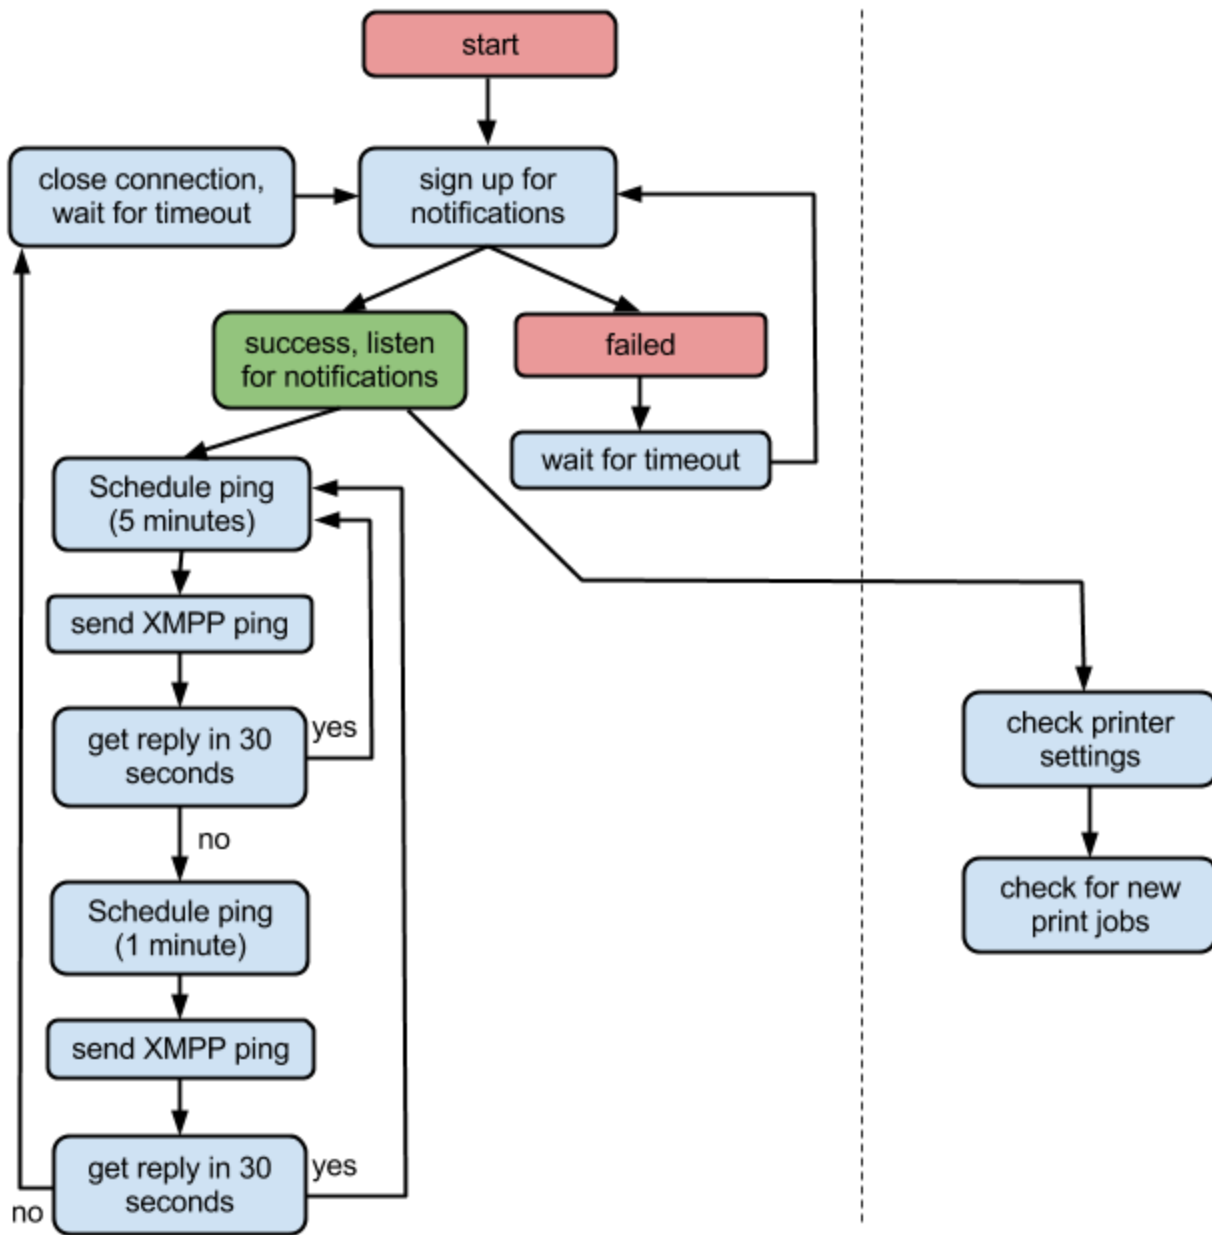 start
close connection,
wait for timeout
sign up for
notifications
success, listen
for notifications
failed
wait for timeout
Schedule ping
(5 minutes)
send XMPP ping
get reply in 30
seconds
yes
no
Schedule ping
(1 minute)
send XMPP ping
get reply in 30
seconds
yes
no
check printer
settings
check for new
print jobs